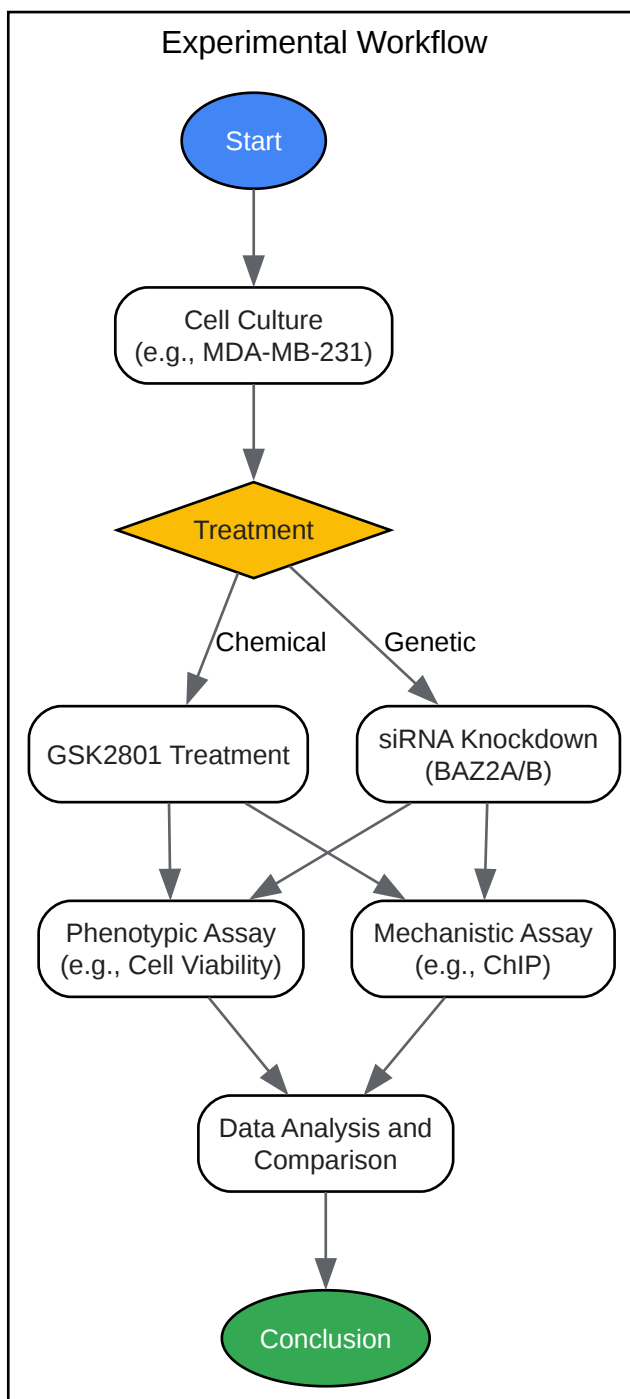 Experimental Workflow
Start
Cell Culture
(e.g., MDA-MB-231)
Treatment
Chemical
Genetic
GSK2801 Treatment
siRNA Knockdown
(BAZ2A/B)
Phenotypic Assay
(e.g., Cell Viability)
Mechanistic Assay
(e.g., ChIP)
Data Analysis and
Comparison
Conclusion